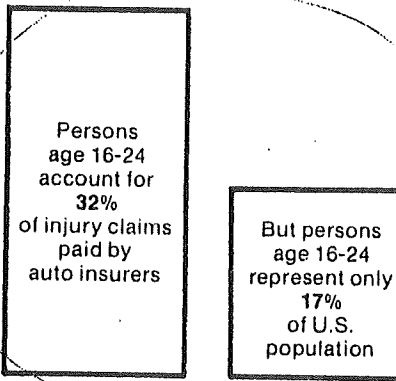 Persons
age 16-24
account for
32%
of injury claims
paid by
auto insurers
But persons
age 16-24
represent only
17%
of U.S.
population